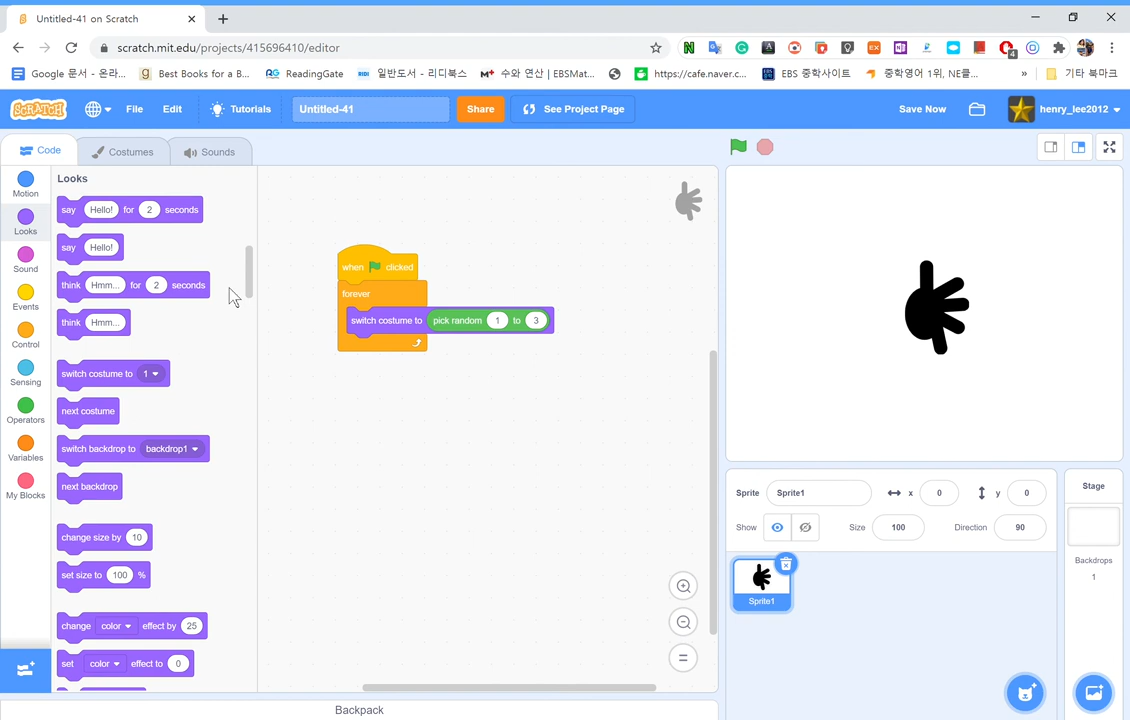 Untitled-41 on Scratch
scratch.mit.edu/projects/415696410/editor
4
Google 문서 - 온라...
Best Books for a B...
ReadingGate
RIDI 일반도서 - 리디북스
수와 연산 | EBSMat...
https://cafe.naver.c...
EBS 중학사이트
중학영어 1위, NE클...
»
기타 북마크
SCRATCH
File
Edit
Tutorials
Untitled-41
Share
See Project Page
Save Now
henry_lee2012
Code
Costumes
Sounds
Motion
Looks
Sound
Events
Control
Sensing
Operators
Variables
My Blocks
Looks
say Hello! for 2 seconds
say Hello!
think Hmm... for 2 seconds
think Hmm...
switch costume to 1
next costume
switch backdrop to backdrop1
next backdrop
change size by 10
set size to 100 %
change color effect by 25
set color effect to 0
when clicked
forever
switch costume to pick random 1 to 3
Sprite Sprite1 x 0 y 0
Show Size 100 Direction 90
Sprite1
Stage
Backdrops
1
Backpack